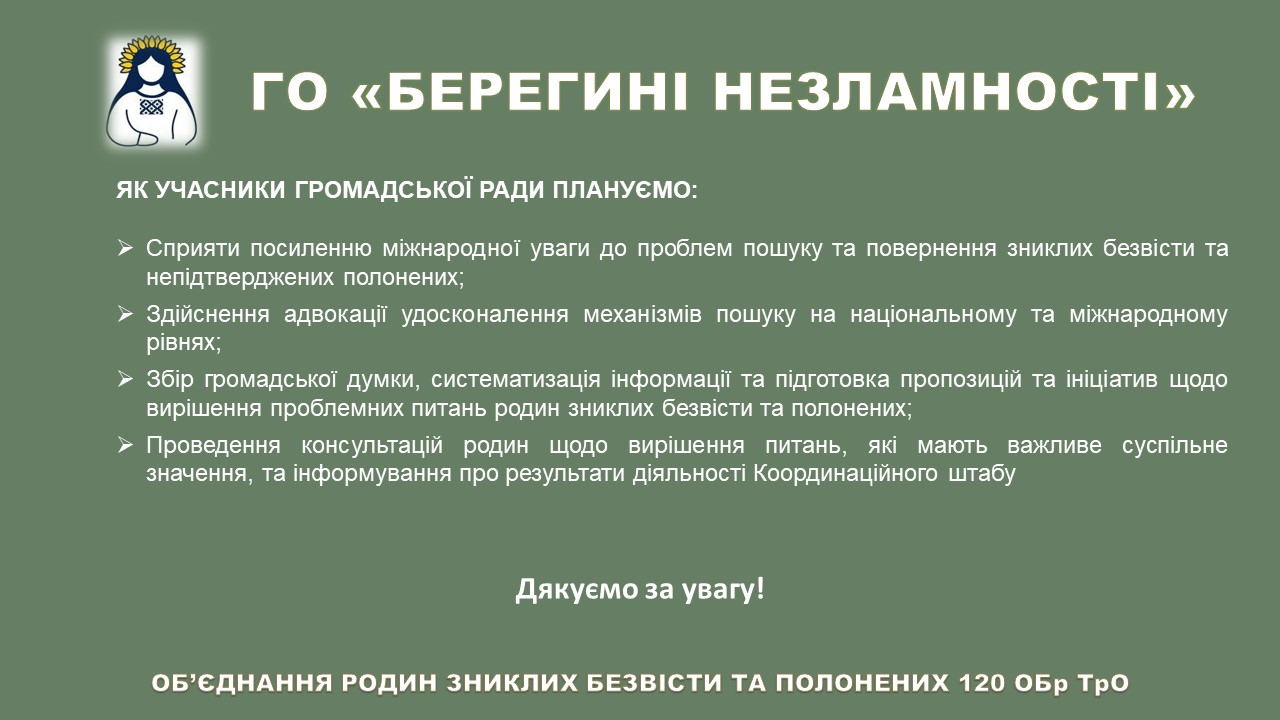 ГО «БЕРЕГИНІ НЕЗЛАМНОСТІ»
ЯК УЧАСНИКИ ГРОМАДСЬКОЇ РАДИ ПЛАНУЄМО:
➢ Сприяти посиленню міжнародної уваги до проблем пошуку та повернення зниклих безвісти та
непідтверджених полонених;
➢ Здійснення адвокації удосконалення механізмів пошуку на національному та міжнародному
рівнях;
➢ Збір громадської думки, систематизація інформації та підготовка пропозицій та ініціатив щодо
вирішення проблемних питань родин зниклих безвісти та полонених;
➢ Проведення консультацій родин щодо вирішення питань, які мають важливе суспільне
значення, та інформування про результати діяльності Координаційного штабу
Дякуємо за увагу!
ОБ’ЄДНАННЯ РОДИН ЗНИКЛИХ БЕЗВІСТИ ТА ПОЛОНЕНИХ 120 ОБр ТрО